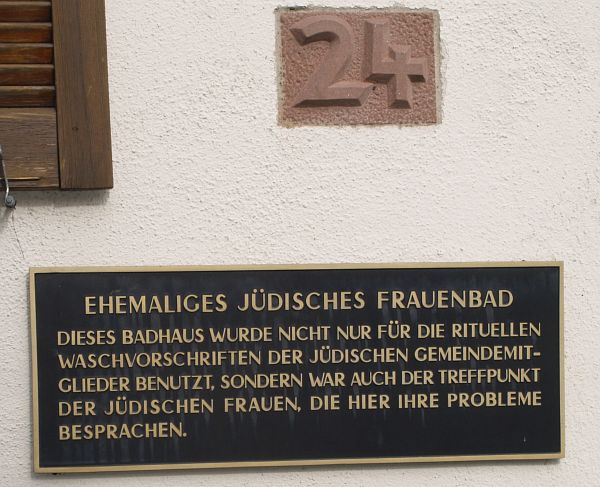 24
EHEMALIGES JÜDISCHES FRAUENBAD
DIESES BADHAUS WURDE NICHT NUR FÜR DIE RITUELLEN
WASCHVORSCHRIFTEN DER JÜDISCHEN GEMEINDEMIT-
GLIEDER BENUTZT, SONDERN WAR AUCH DER TREFFPUNKT
DER JÜDISCHEN FRAUEN, DIE HIER IHRE PROBLEME
BESPRACHEN.